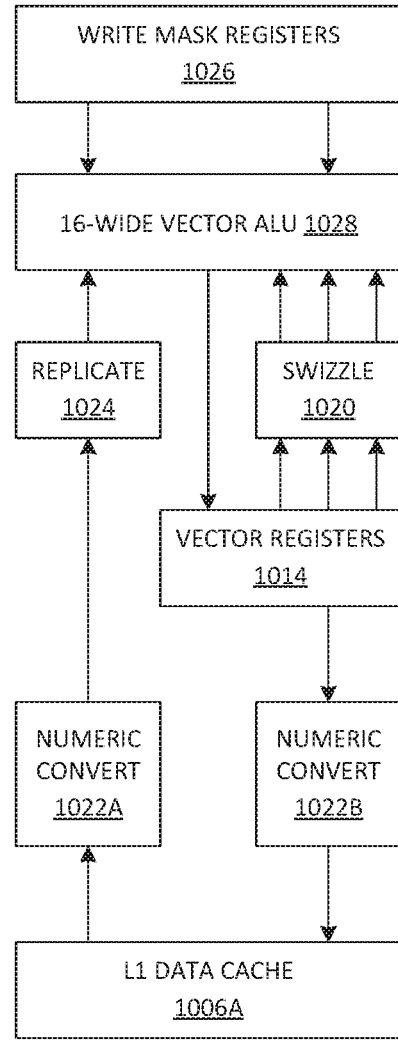 WRITE MASK REGISTERS
1026
16-WIDE VECTOR ALU 1028
REPLICATE
1024
SWIZZLE
1020
VECTOR REGISTERS
1014
NUMERIC
CONVERT
1022A
NUMERIC
CONVERT
1022B
L1 DATA CACHE
1006A